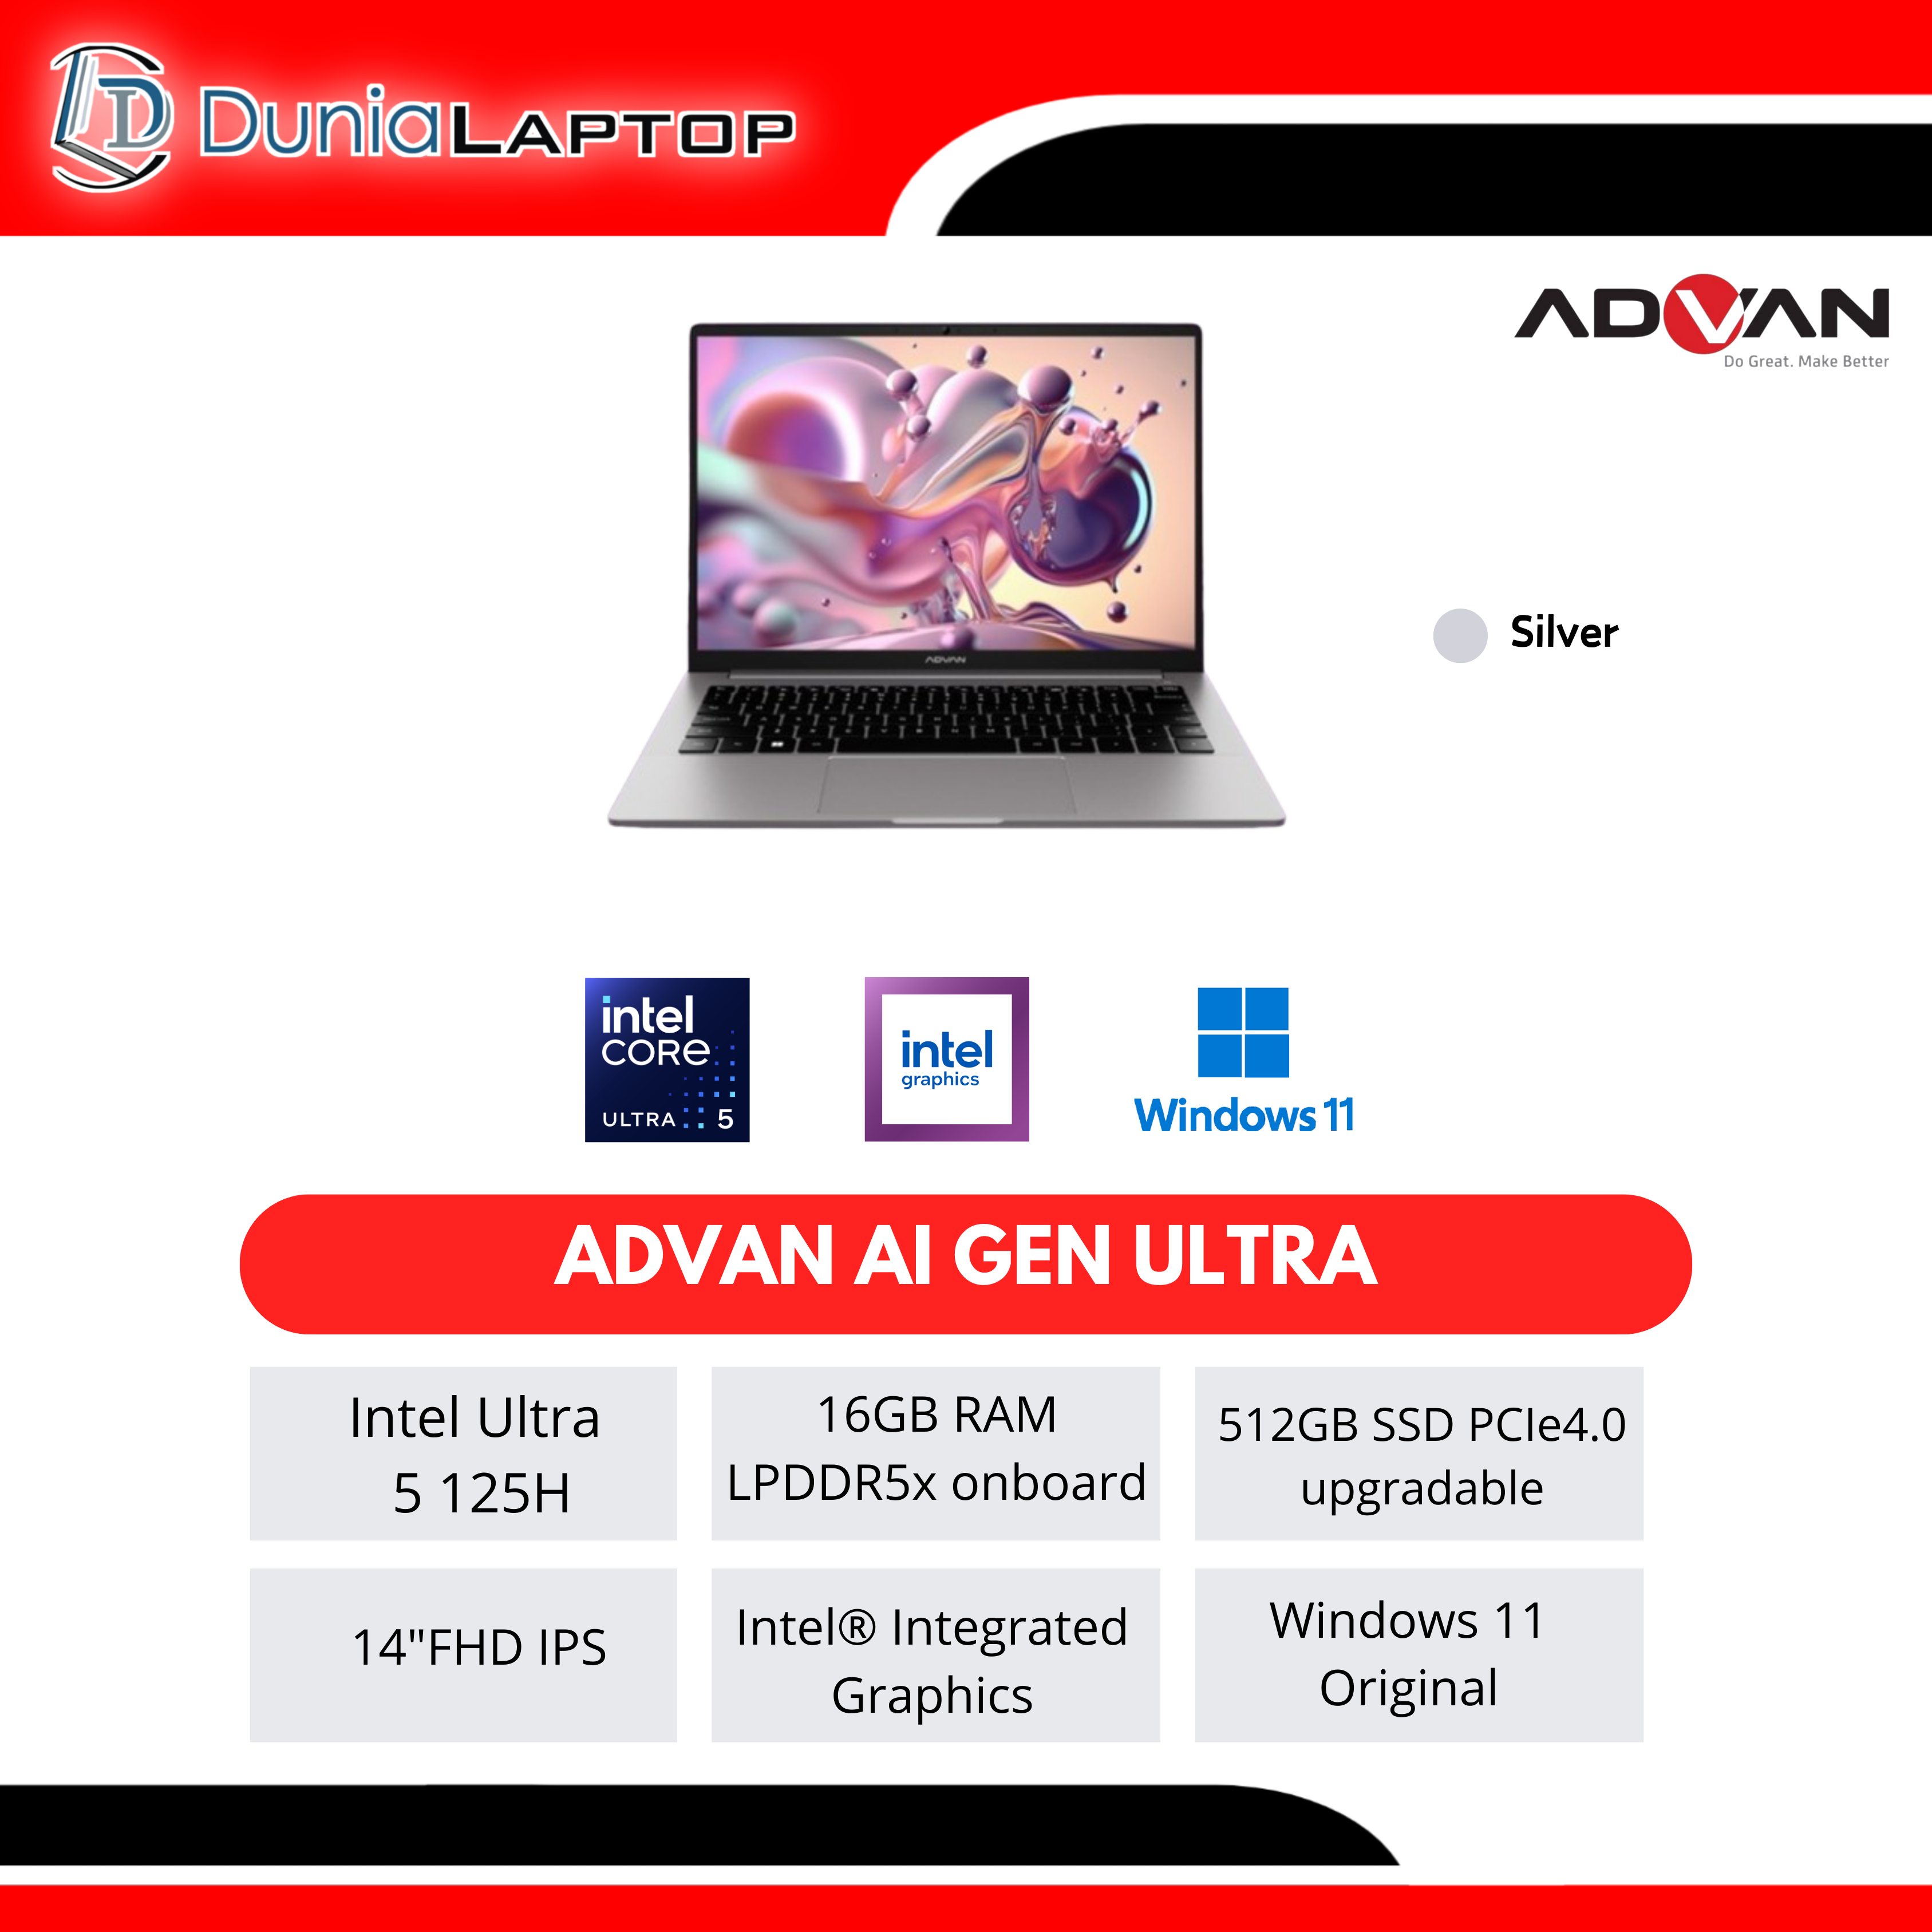 DuniaLAPTOP
ADVAN
Do Great. Make Better
ADVAN
Silver
intel
CORE
ULTRA 5
intel
graphics
Windows 11
ADVAN AI GEN ULTRA
Intel Ultra
5 125H
16GB RAM
LPDDR5x onboard
512GB SSD PCIe4.0
upgradable
14"FHD IPS
Intel® Integrated
Graphics
Windows 11
Original